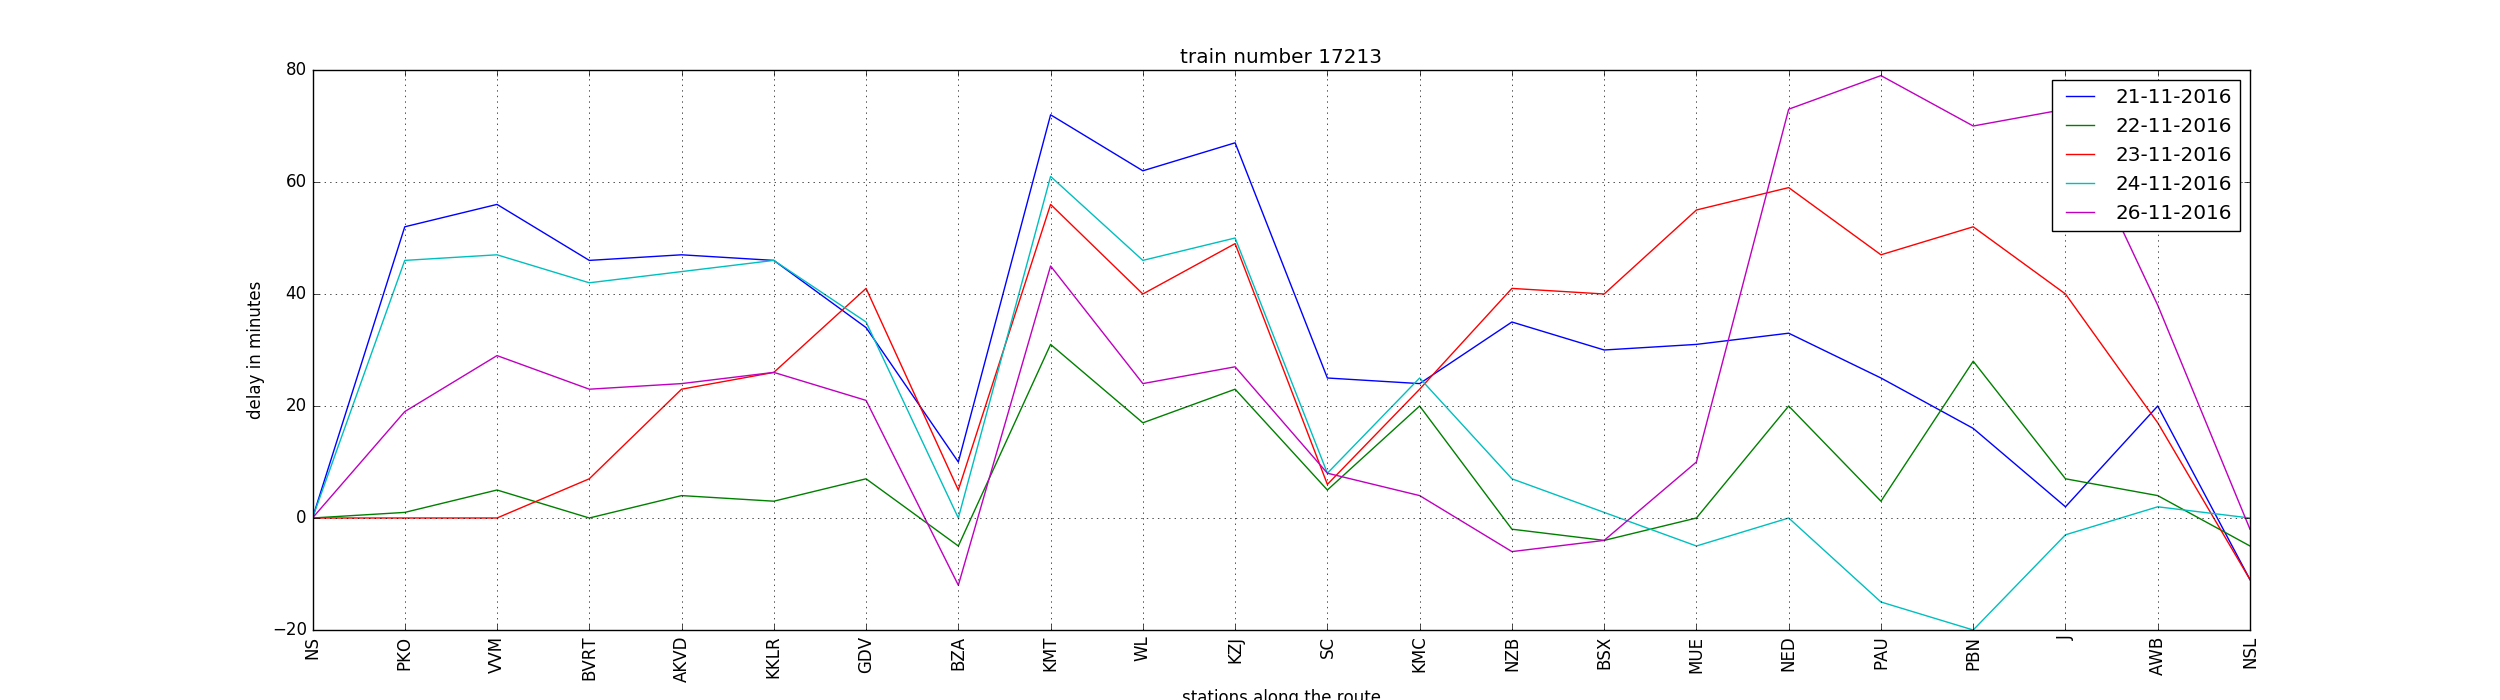 train number 17213
80
60
40
20
0
−20
delay in minutes
21-11-2016
22-11-2016
23-11-2016
24-11-2016
26-11-2016
NS
PKO
VVM
BVRT
AKVD
KKLR
GDV
BZA
KMT
WL
KZJ
SC
KMC
NZB
BSX
MUE
NED
PAU
PBN
J
AWB
NSL
stations along the route